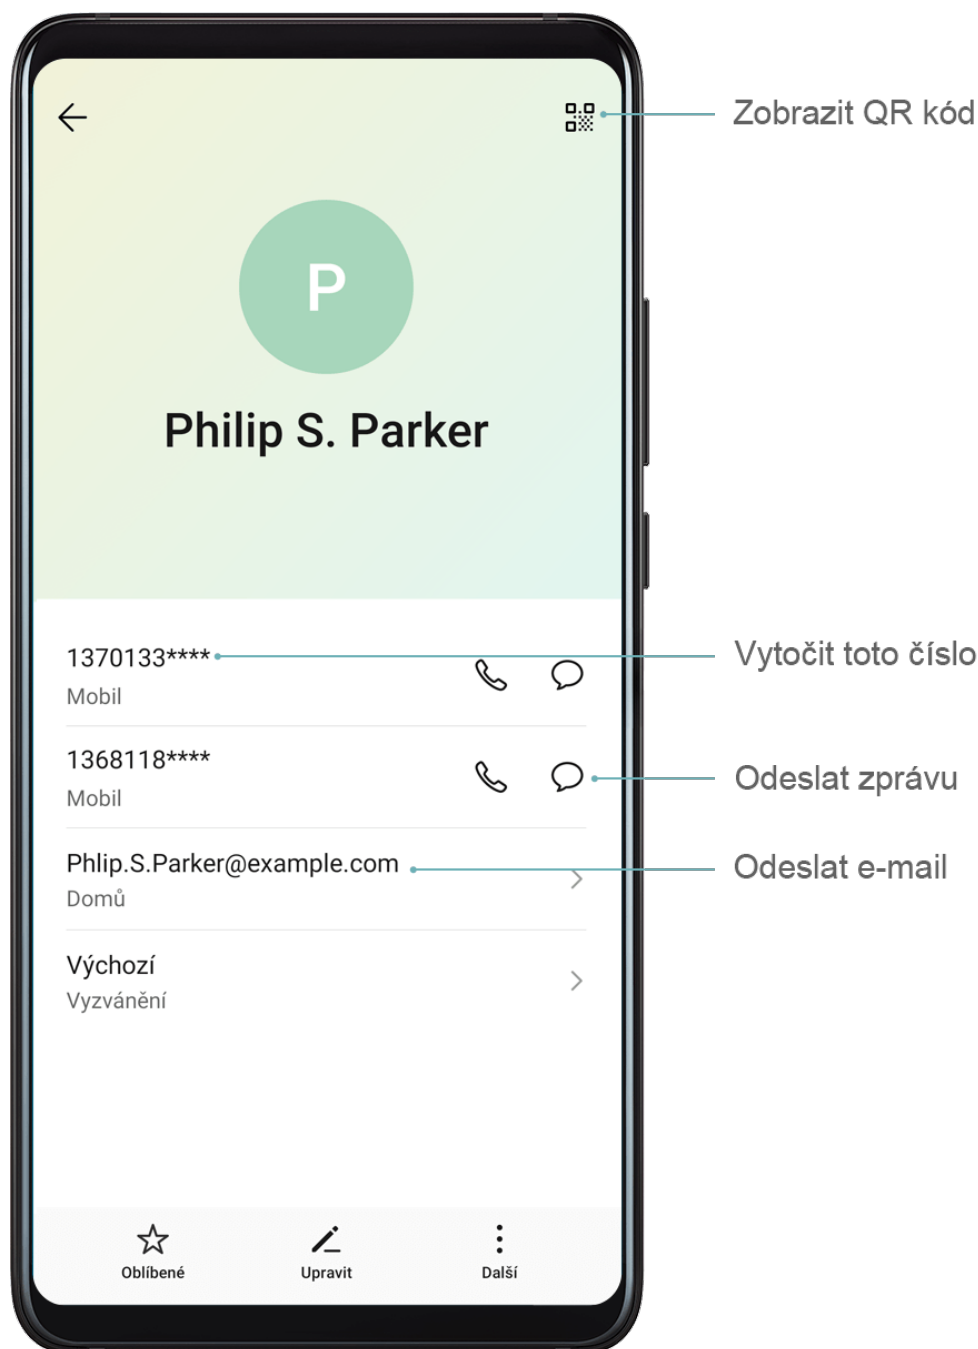 Zobrazit QR kód
P
Philip S. Parker
1370133****
Mobil
Vytočit toto číslo
1368118****
Mobil
Odeslat zprávu
Phlip.S.Parker@example.com
Domů
Odeslat e-mail
Výchozí
Vyzvánění
Oblíbené
Upravit
Další